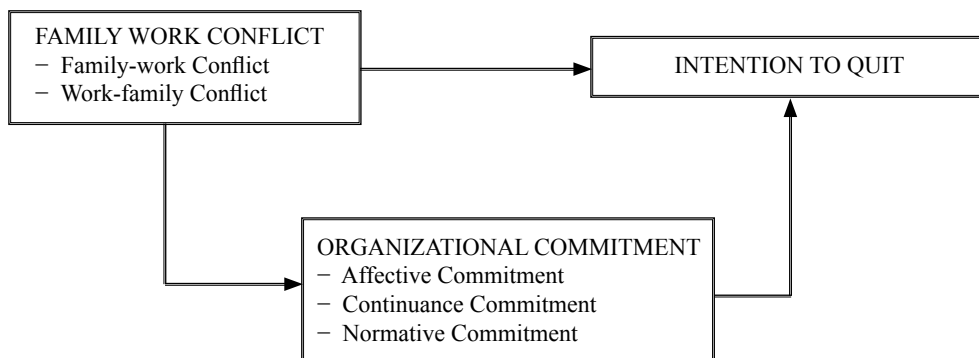 FAMILY WORK CONFLICT
− Family-work Conflict
− Work-family Conflict
INTENTION TO QUIT
ORGANIZATIONAL COMMITMENT
− Affective Commitment
− Continuance Commitment
− Normative Commitment